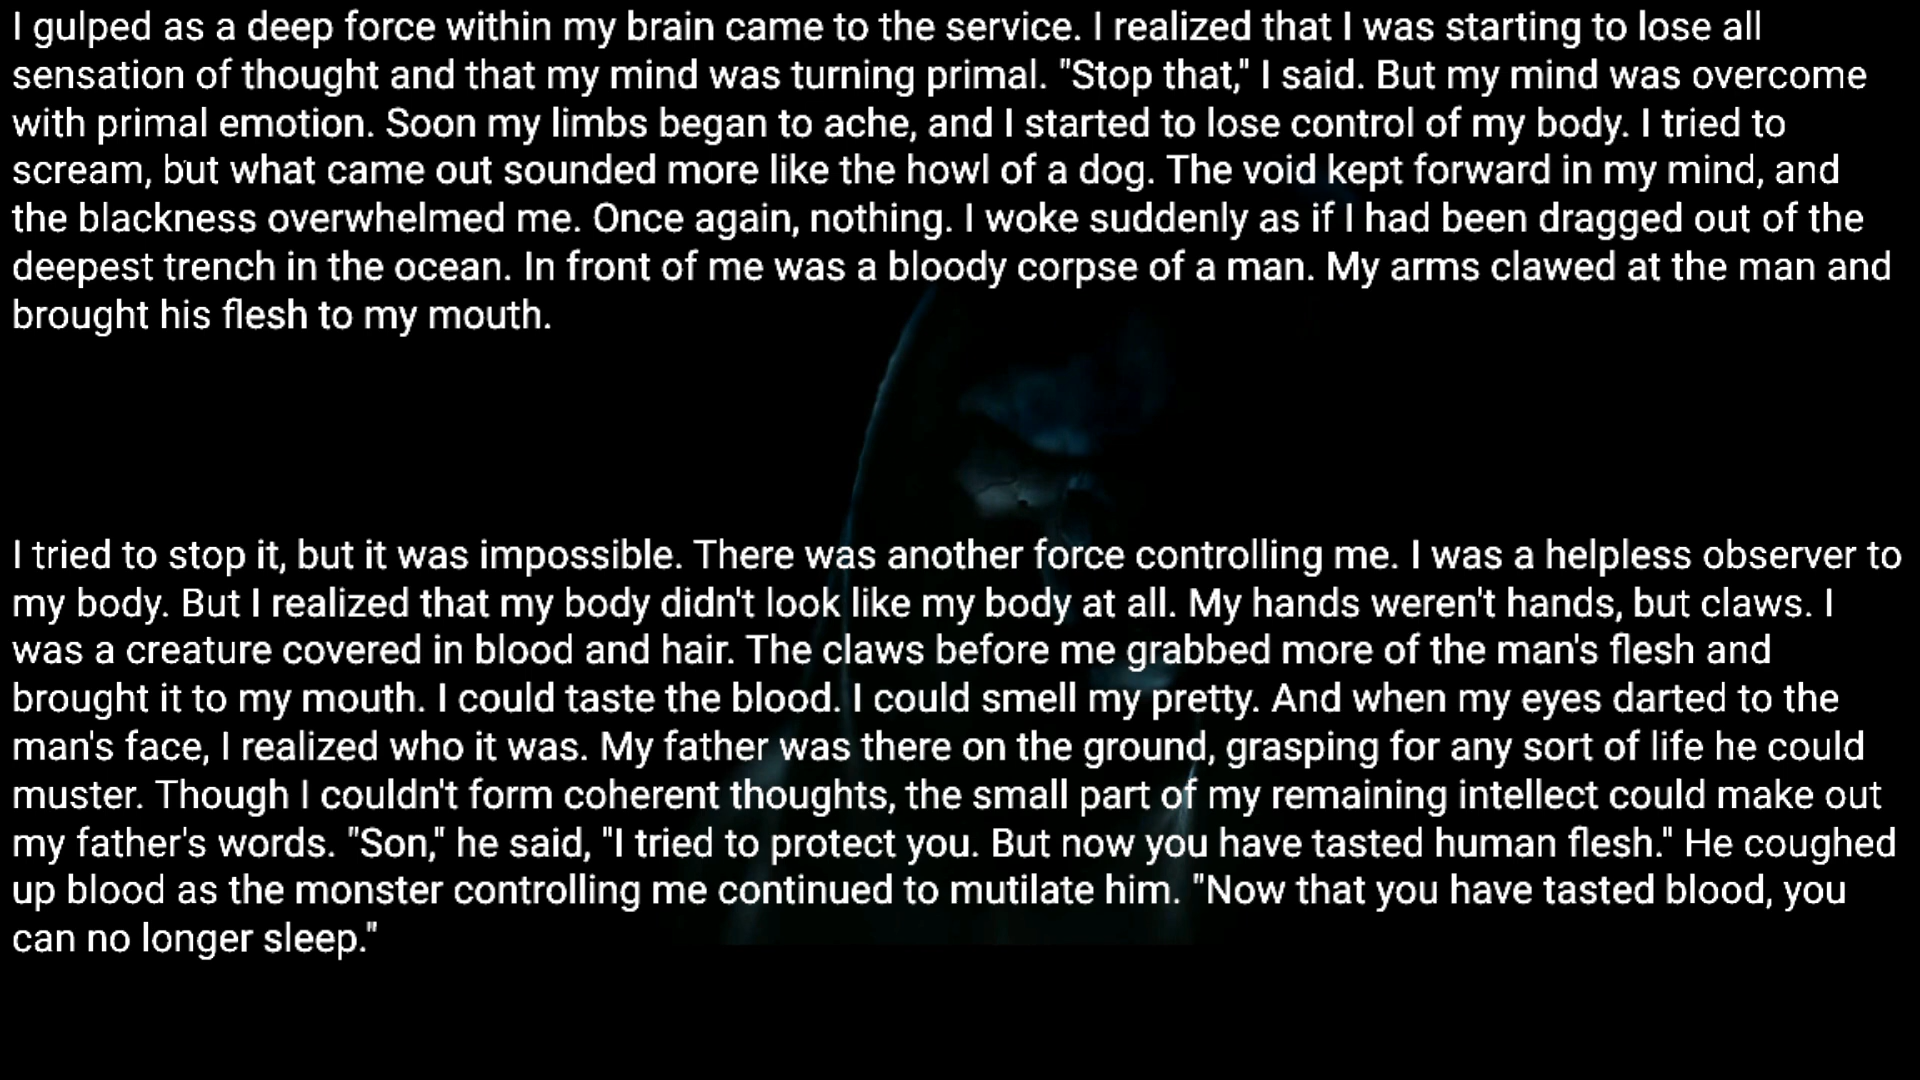 I gulped as a deep force within my brain came to the service. I realized that I was starting to lose all
sensation of thought and that my mind was turning primal. "Stop that," I said. But my mind was overcome
with primal emotion. Soon my limbs began to ache, and I started to lose control of my body. I tried to
scream, but what came out sounded more like the howl of a dog. The void kept forward in my mind, and
the blackness overwhelmed me. Once again, nothing. I woke suddenly as if I had been dragged out of the
deepest trench in the ocean. In front of me was a bloody corpse of a man. My arms clawed at the man and
brought his flesh to my mouth.
I tried to stop it, but it was impossible. There was another force controlling me. I was a helpless observer to
my body. But I realized that my body didn't look like my body at all. My hands weren't hands, but claws. I
was a creature covered in blood and hair. The claws before me grabbed more of the man's flesh and
brought it to my mouth. I could taste the blood. I could smell my pretty. And when my eyes darted to the
man's face, I realized who it was. My father was there on the ground, grasping for any sort of life he could
muster. Though I couldn't form coherent thoughts, the small part of my remaining intellect could make out
my father's words. "Son," he said, "I tried to protect you. But now you have tasted human flesh." He coughed
up blood as the monster controlling me continued to mutilate him. "Now that you have tasted blood, you
can no longer sleep."